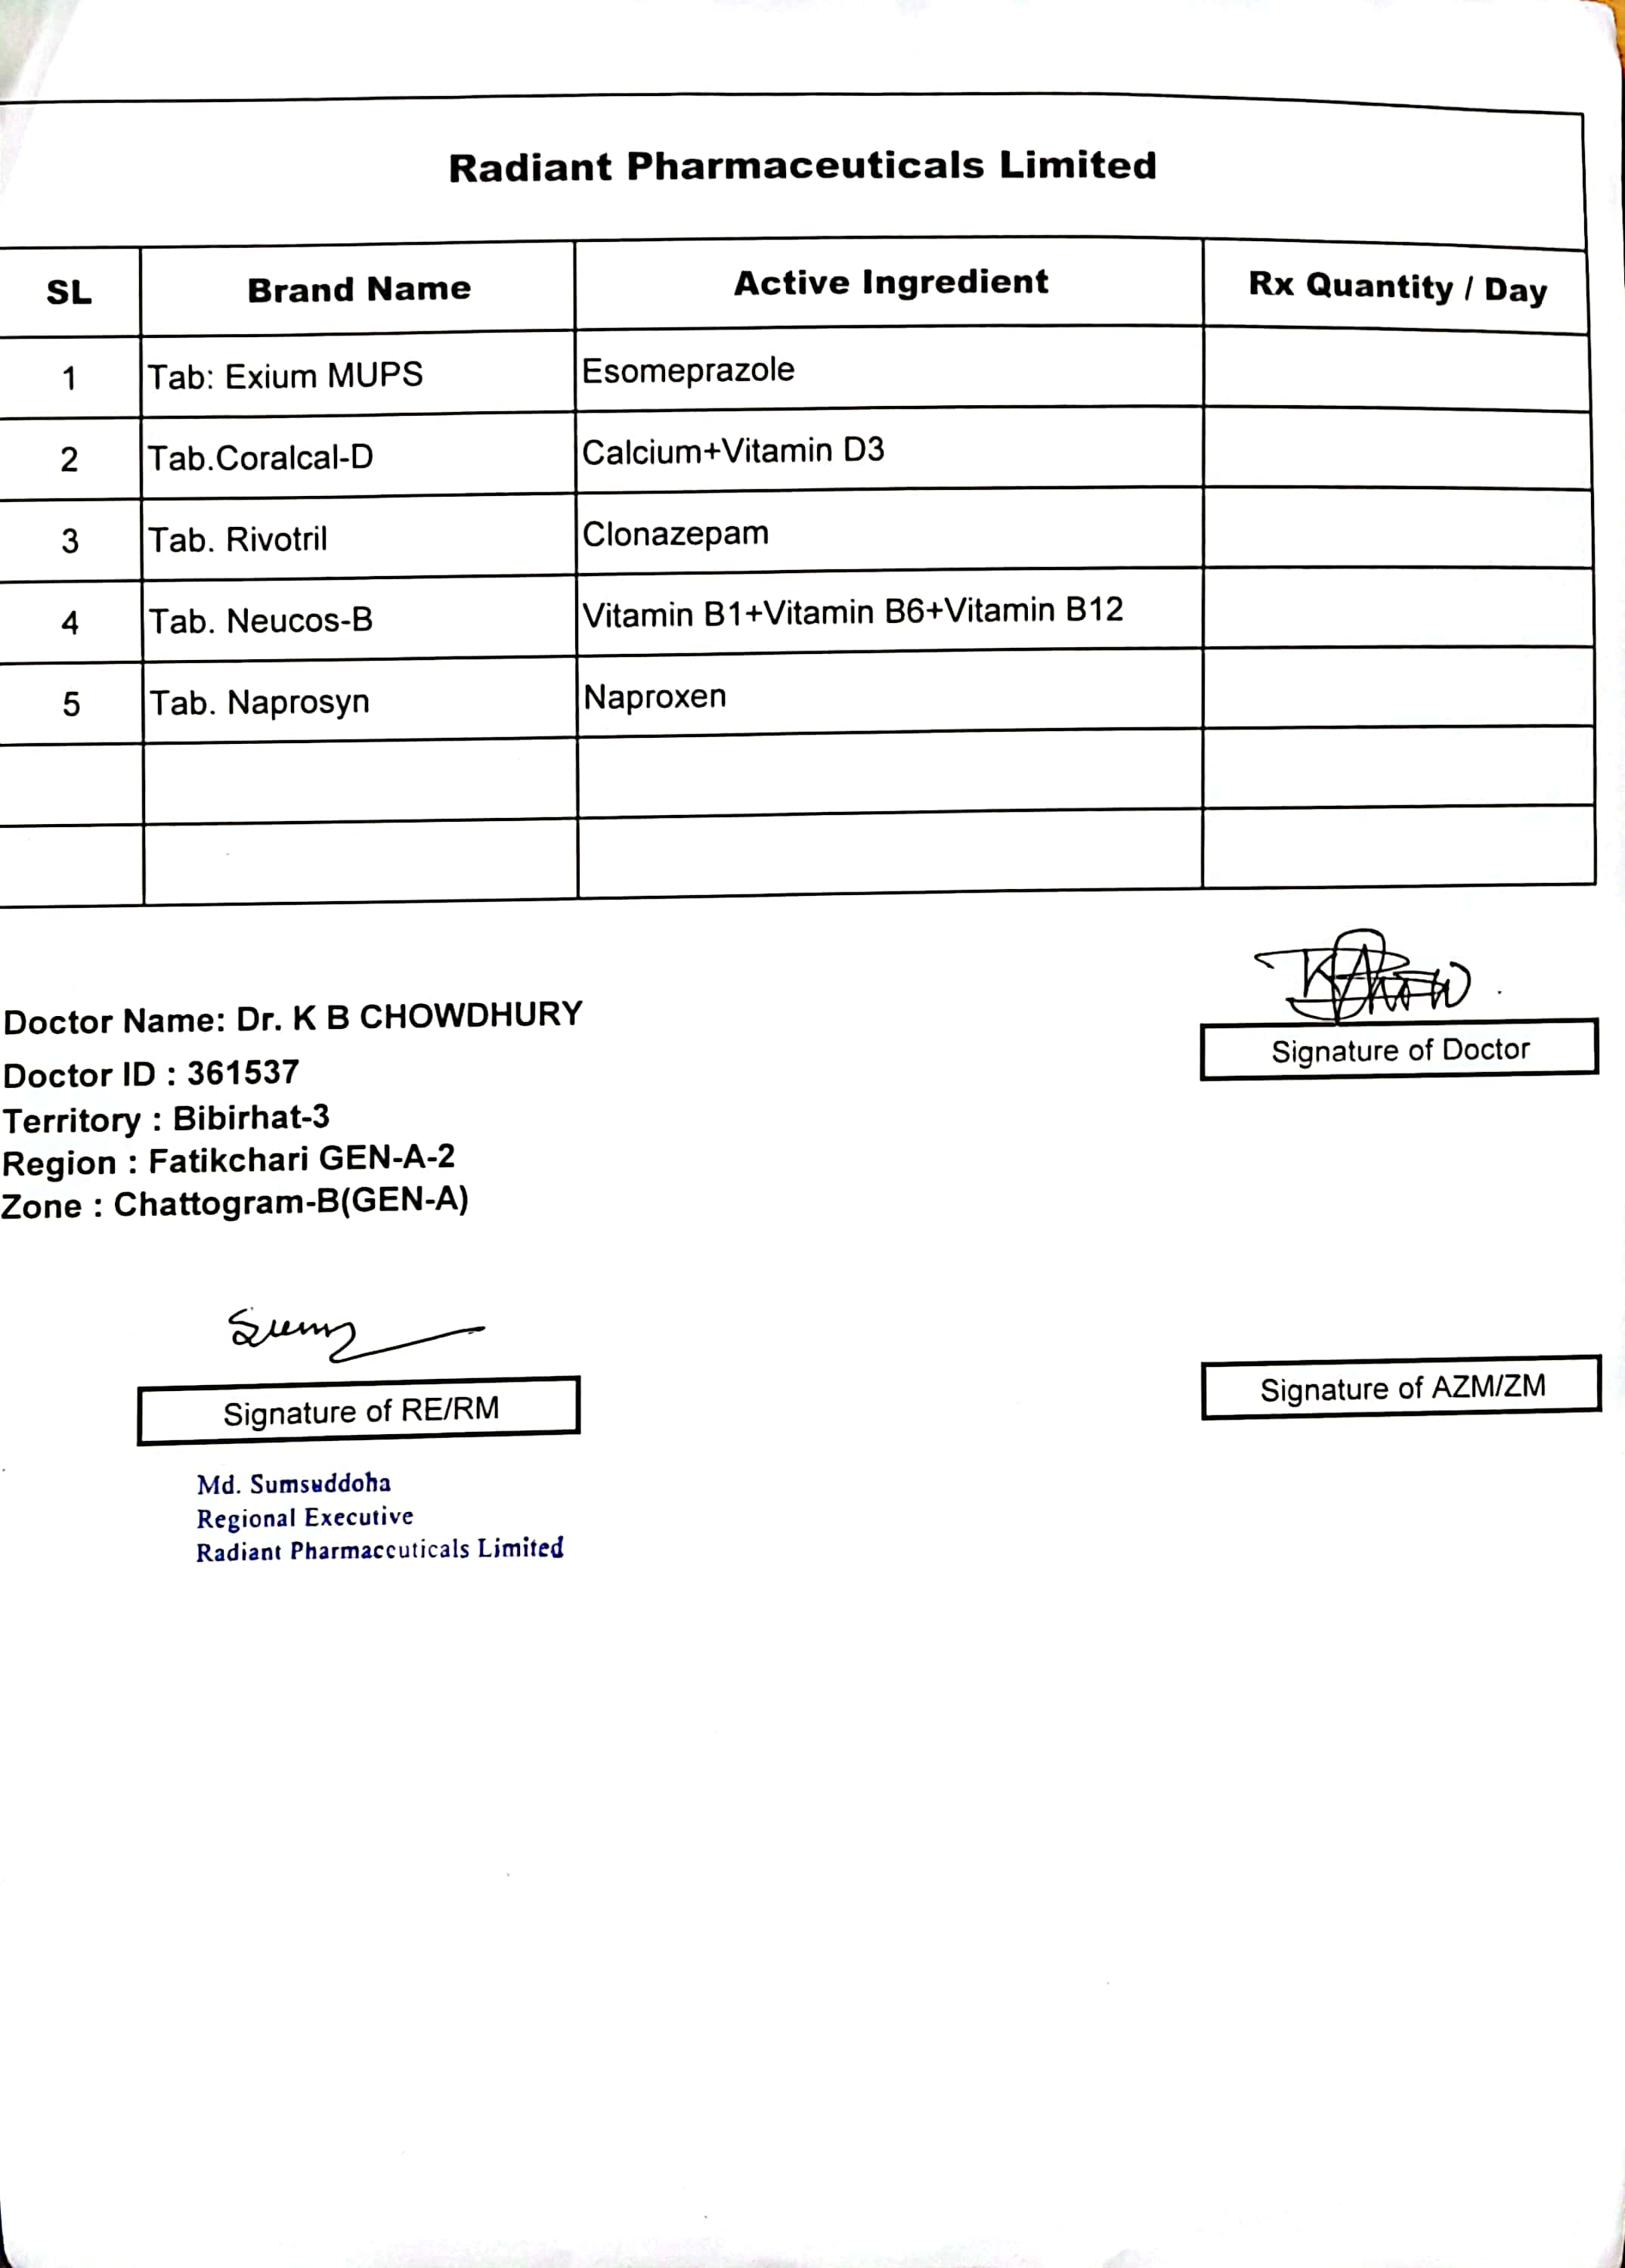 Radiant Pharmaceuticals Limited
SL Brand Name Active Ingredient Rx Quantity / Day
1 Tab: Exium MUPS Esomeprazole
2 Tab.Coralcal-D Calcium+Vitamin D3
3 Tab. Rivotril Clonazepam
4 Tab. Neucos-B Vitamin B1+Vitamin B6+Vitamin B12
5 Tab. Naprosyn Naproxen
Doctor Name: Dr. K B CHOWDHURY
Signature of Doctor
Doctor ID : 361537
Territory : Bibirhat-3
Region : Fatikchari GEN-A-2
Zone : Chattogram-B(GEN-A)
Signature of RE/RM
Signature of AZM/ZM
Md. Sumsuddoha
Regional Executive
Radiant Pharmaceuticals Limited